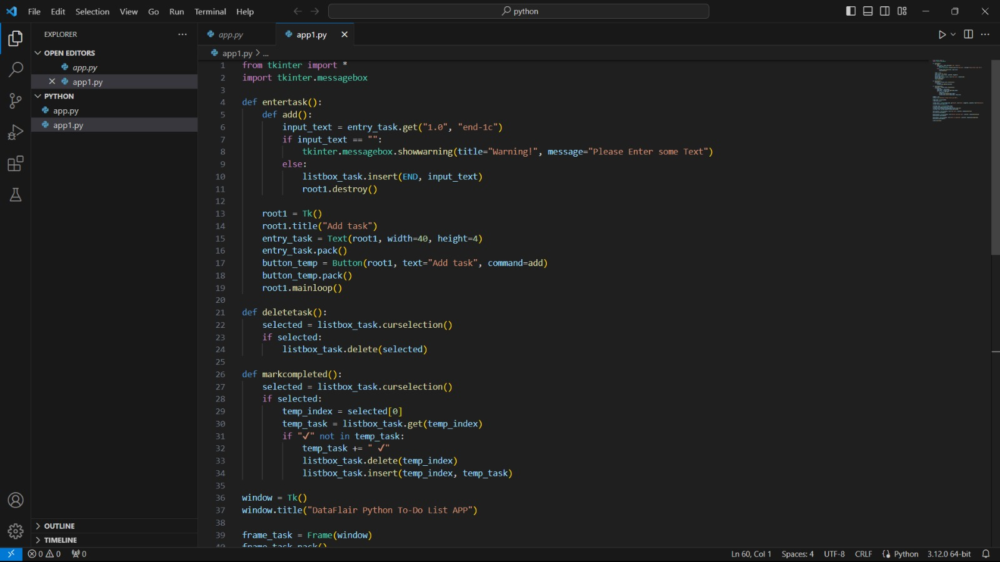 File Edit Selection View Go Run Terminal Help
python
EXPLORER
OPEN EDITORS
app.py
app1.py
PYTHON
app.py
app1.py
OUTLINE
TIMELINE
app.py
app1.py
app1.py > ...
1 from tkinter import *
2 import tkinter.messagebox
3
4 def entertask():
5 def add():
6 input_text = entry_task.get("1.0", "end-1c")
7 if input_text == "":
8 tkinter.messagebox.showwarning(title="Warning!", message="Please Enter some Text")
9 else:
10 listbox_task.insert(END, input_text)
11 root1.destroy()
12
13 root1 = Tk()
14 root1.title("Add task")
15 entry_task = Text(root1, width=40, height=4)
16 entry_task.pack()
17 button_temp = Button(root1, text="Add task", command=add)
18 button_temp.pack()
19 root1.mainloop()
20
21 def deletetask():
22 selected = listbox_task.curselection()
23 if selected:
24 listbox_task.delete(selected)
25
26 def markcompleted():
27 selected = listbox_task.curselection()
28 if selected:
29 temp_index = selected[0]
30 temp_task = listbox_task.get(temp_index)
31 if "✓" not in temp_task:
32 temp_task += " ✓"
33 listbox_task.delete(temp_index)
34 listbox_task.insert(temp_index, temp_task)
35
36 window = Tk()
37 window.title("DataFlair Python To-Do List APP")
38
39 frame_task = Frame(window)
40 frame_task.pack()
0 0 0 Ln 60, Col 1 Spaces: 4 UTF-8 CRLF Python 3.12.0 64-bit